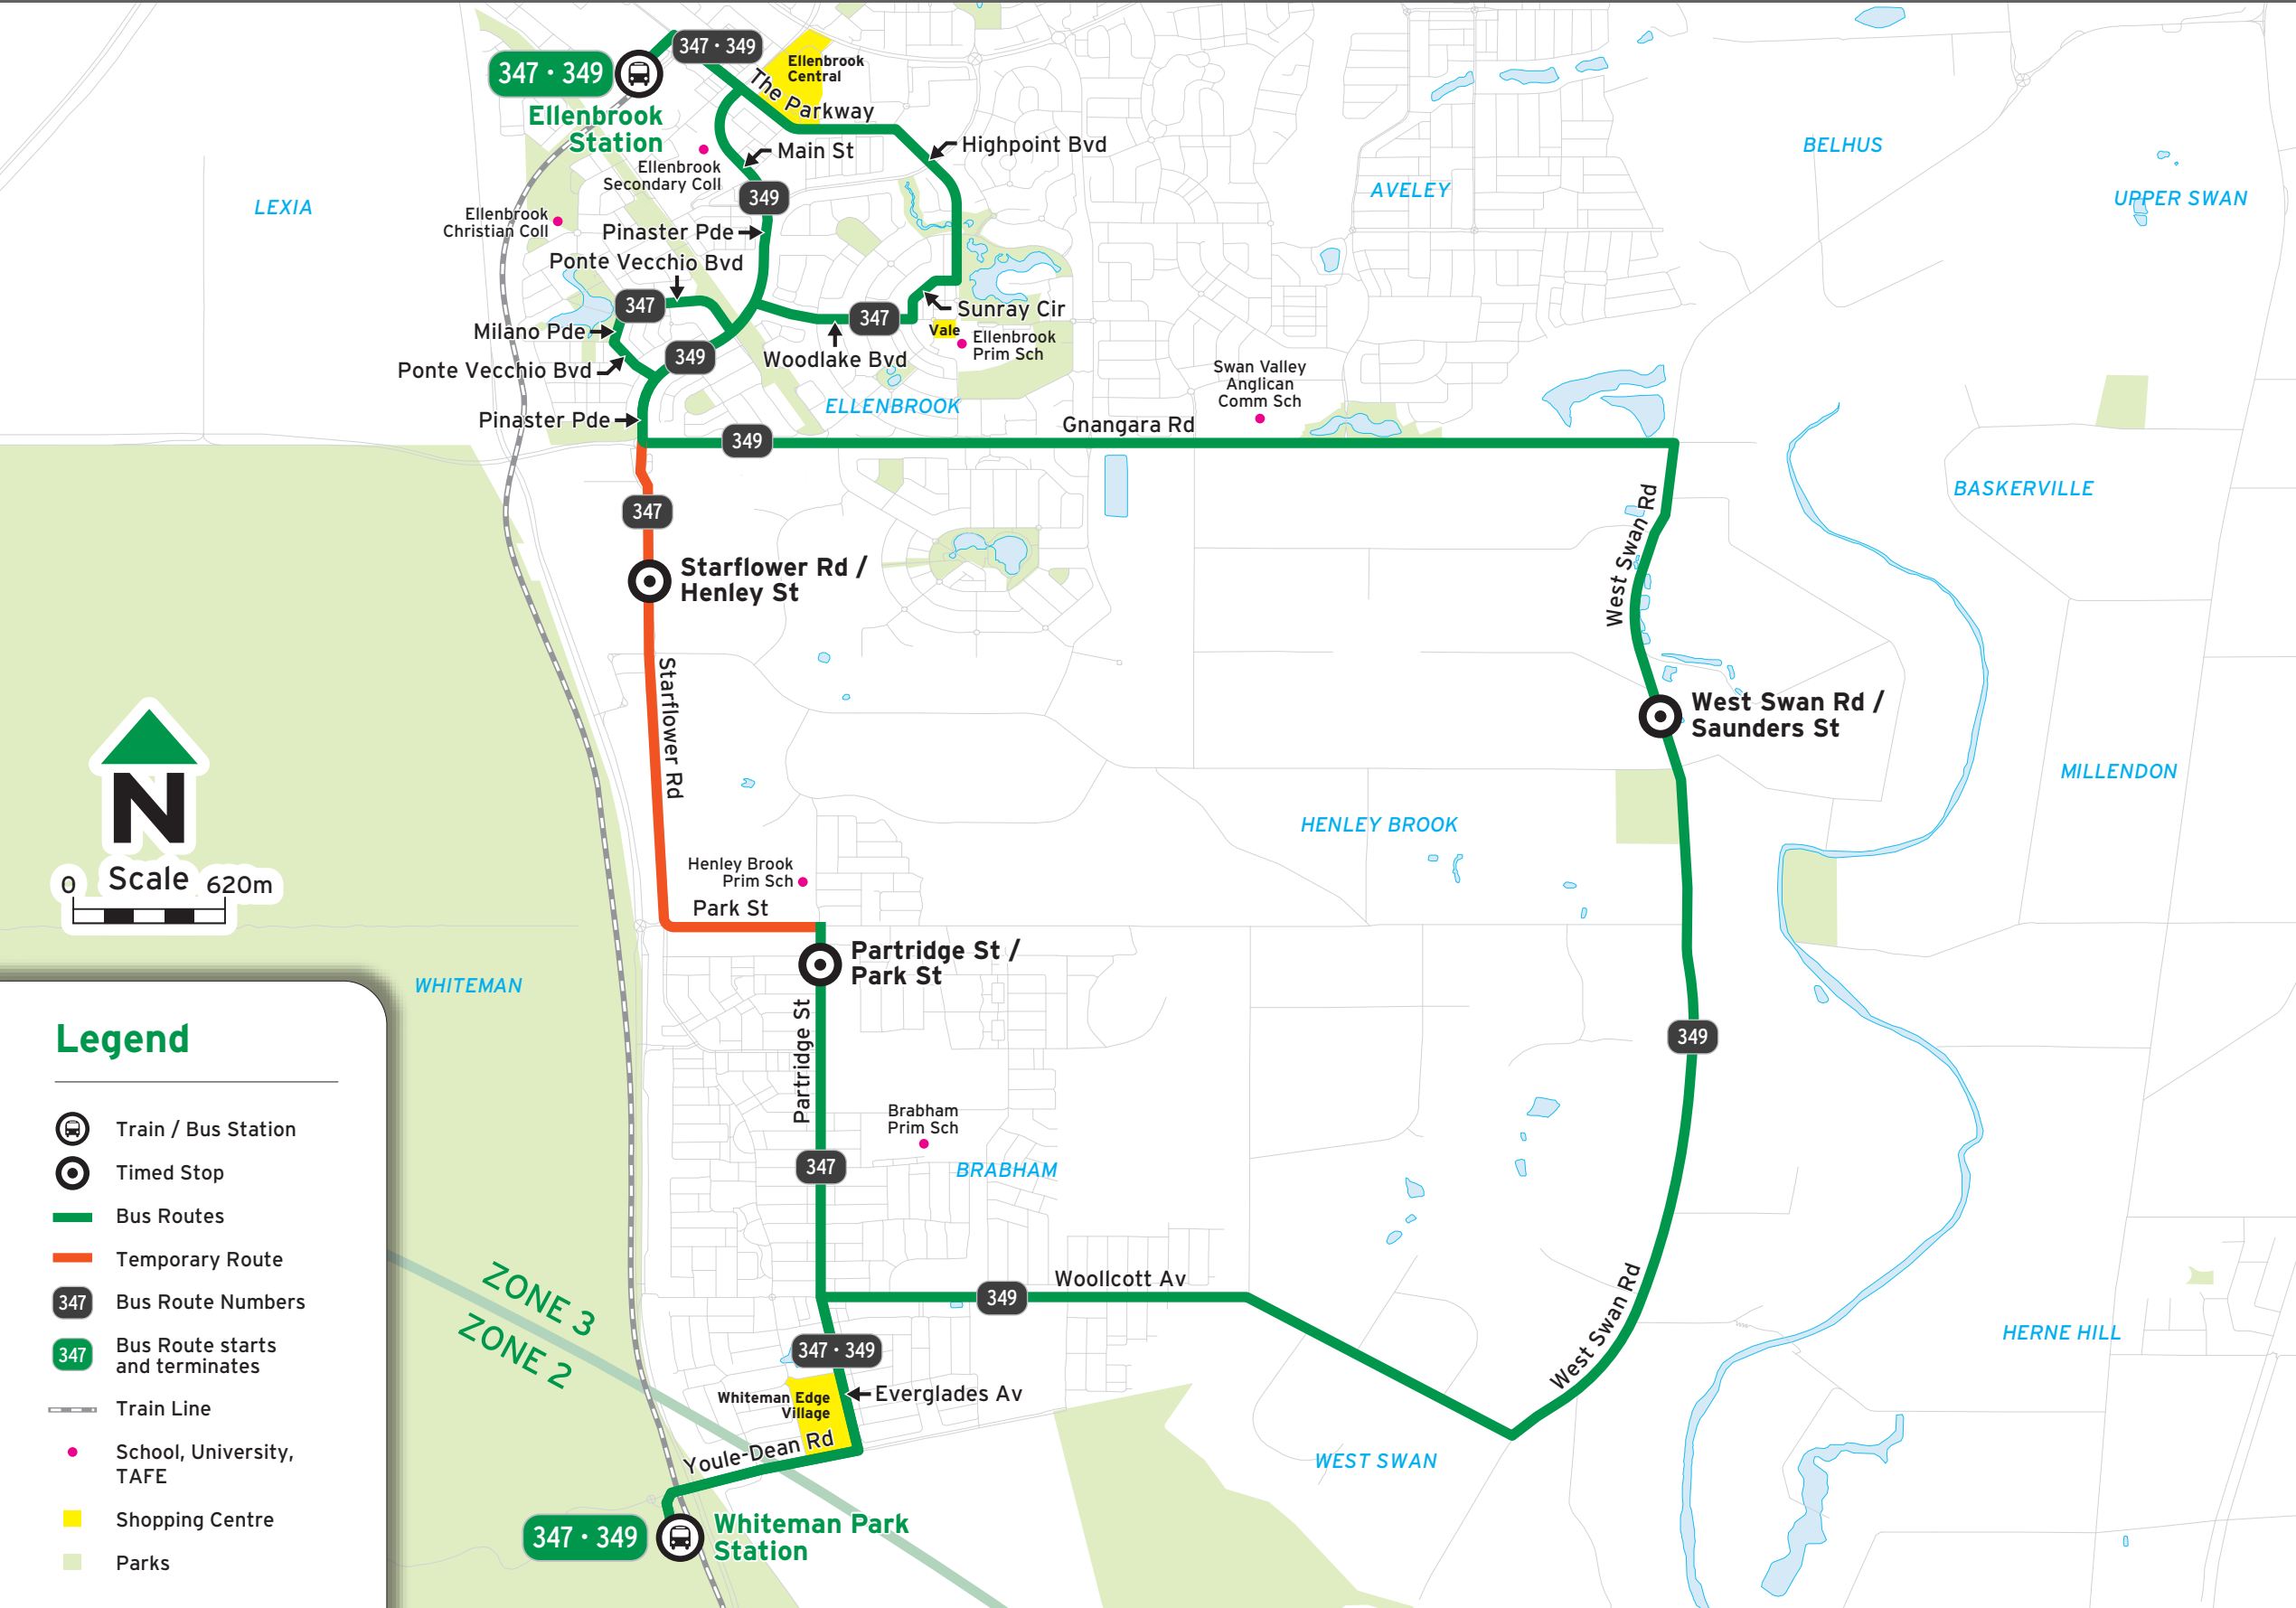 347 • 349
Ellenbrook
Station
347 • 349
The Parkway
Ellenbrook
Central
Highpoint Bvd
Main St
Ellenbrook
Secondary Coll
349
Ellenbrook
Christian Coll
Pinaster Pde
Ponte Vecchio Bvd
347
Milano Pde
Ponte Vecchio Bvd
349
347
Woodlake Bvd
Sunray Cir
Vale
Ellenbrook
Prim Sch
Pinaster Pde
ELLENBROOK
LEXIA
AVELEY
BELHUS
UPPER SWAN
Swan Valley
Anglican
Comm Sch
Gnangara Rd
349
347
West Swan Rd
BASKERVILLE
Starflower Rd /
Henley St
Starflower Rd
West Swan Rd /
Saunders St
MILLENDON
HENLEY BROOK
Henley Brook
Prim Sch
Park St
Partridge St /
Park St
Partridge St
WHITEMAN
349
Brabham
Prim Sch
347
BRABHAM
Woollcott Av
349
West Swan Rd
HERNE HILL
ZONE 3
ZONE 2
347 • 349
Whiteman Edge
Village
Everglades Av
Youle-Dean Rd
WEST SWAN
347 • 349
Whiteman Park
Station
N
Scale
0
620m
Legend
Train / Bus Station
Timed Stop
Bus Routes
Temporary Route
347
Bus Route Numbers
347
Bus Route starts
and terminates
Train Line
School, University,
TAFE
Shopping Centre
Parks